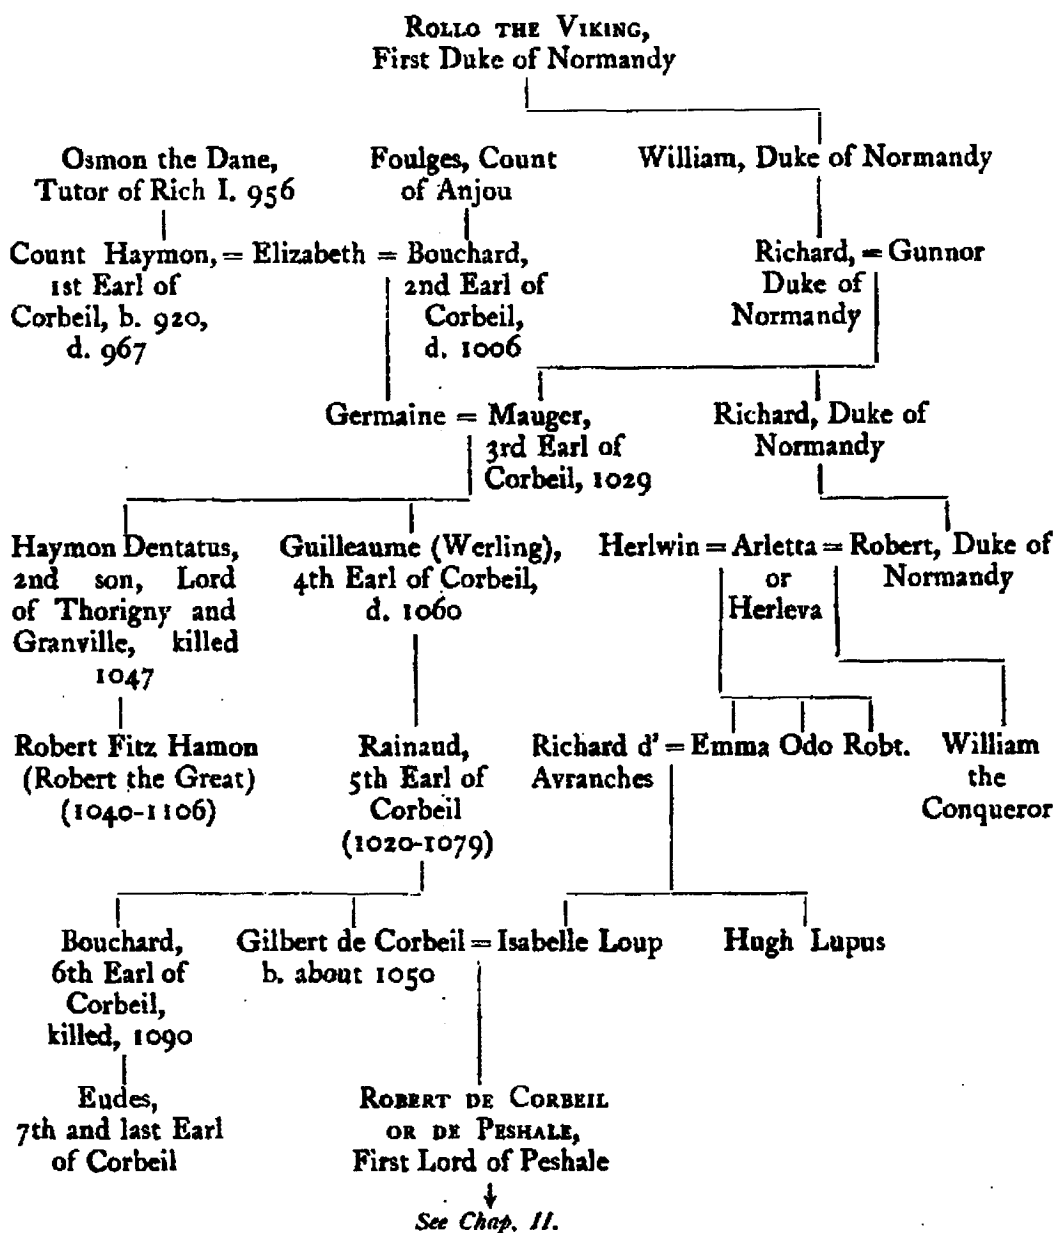 ROLLO THE VIKING,
First Duke of Normandy
Osmon the Dane,
Tutor of Rich I. 956
Foulges, Count
of Anjou
William, Duke of Normandy
Count Haymon, = Elizabeth = Bouchard,
1st Earl of
Corbeil, b. 920,
d. 967
2nd Earl of
Corbeil,
d. 1006
Richard, = Gunnor
Duke of
Normandy
Germaine = Mauger,
3rd Earl of
Corbeil, 1029
Richard, Duke of
Normandy
Haymon Dentatus,
2nd son, Lord
of Thorigny and
Granville, killed
1047
Guilleaume (Werling),
4th Earl of Corbeil,
d. 1060
Herlwin = Arletta = Robert, Duke of
or
Herleva
Normandy
Robert Fitz Hamon
(Robert the Great)
(1040-1106)
Rainaud,
5th Earl of
Corbeil
(1020-1079)
Richard d' = Emma Odo Robt.
Avranches
William
the
Conqueror
Bouchard,
6th Earl of
Corbeil,
killed, 1090
Gilbert de Corbeil = Isabelle Loup
b. about 1050
Hugh Lupus
Eudes,
7th and last Earl
of Corbeil
ROBERT DE CORBEIL
OR DE PESHALE,
First Lord of Peshale
See Chap. II.